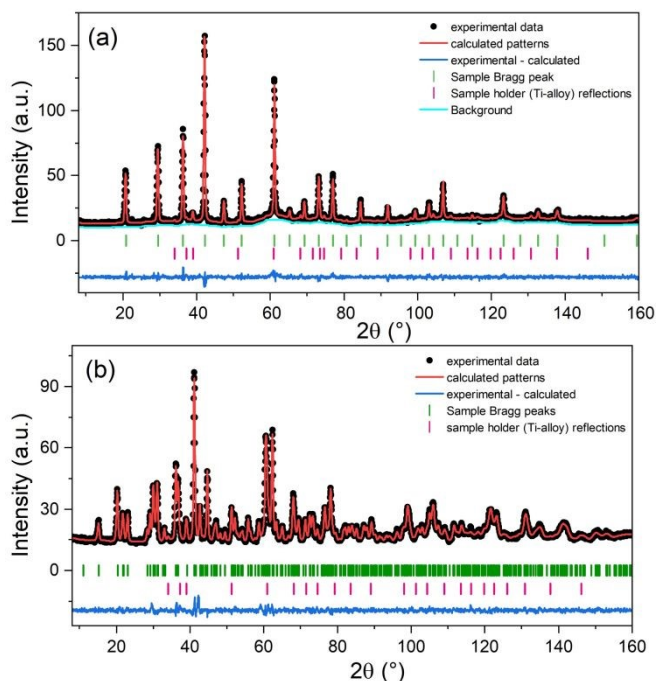 (a)
experimental data
calculated patterns
experimental - calculated
Sample Bragg peak
Sample holder (Ti-alloy) reflections
Background
Intensity (a.u.)
150
100
50
0
20 40 60 80 100 120 140 160
2θ (°)
(b)
experimental data
calculated patterns
experimental - calculated
Sample Bragg peaks
sample holder (Ti-alloy) reflections
Intensity (a.u.)
90
60
30
0
20 40 60 80 100 120 140 160
2θ (°)